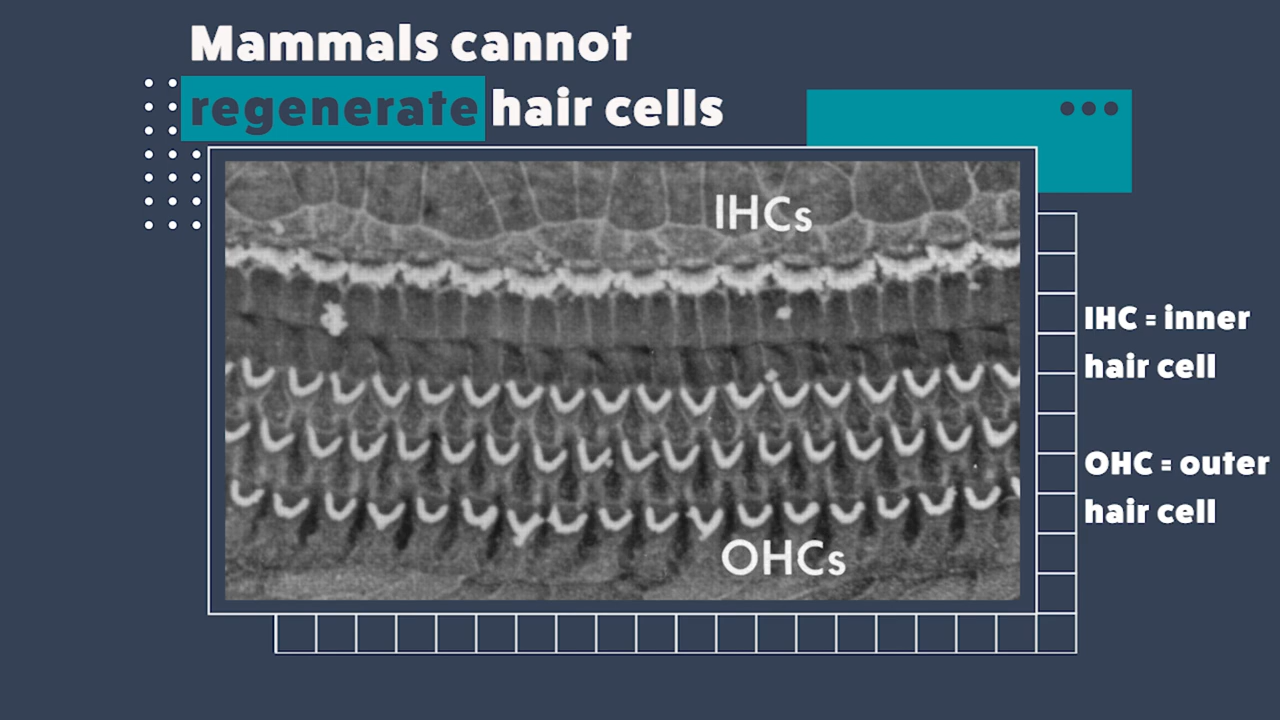 Mammals cannot
regenerate hair cells
IHCs
IHC = inner
hair cell
OHC = outer
hair cell
OHCs